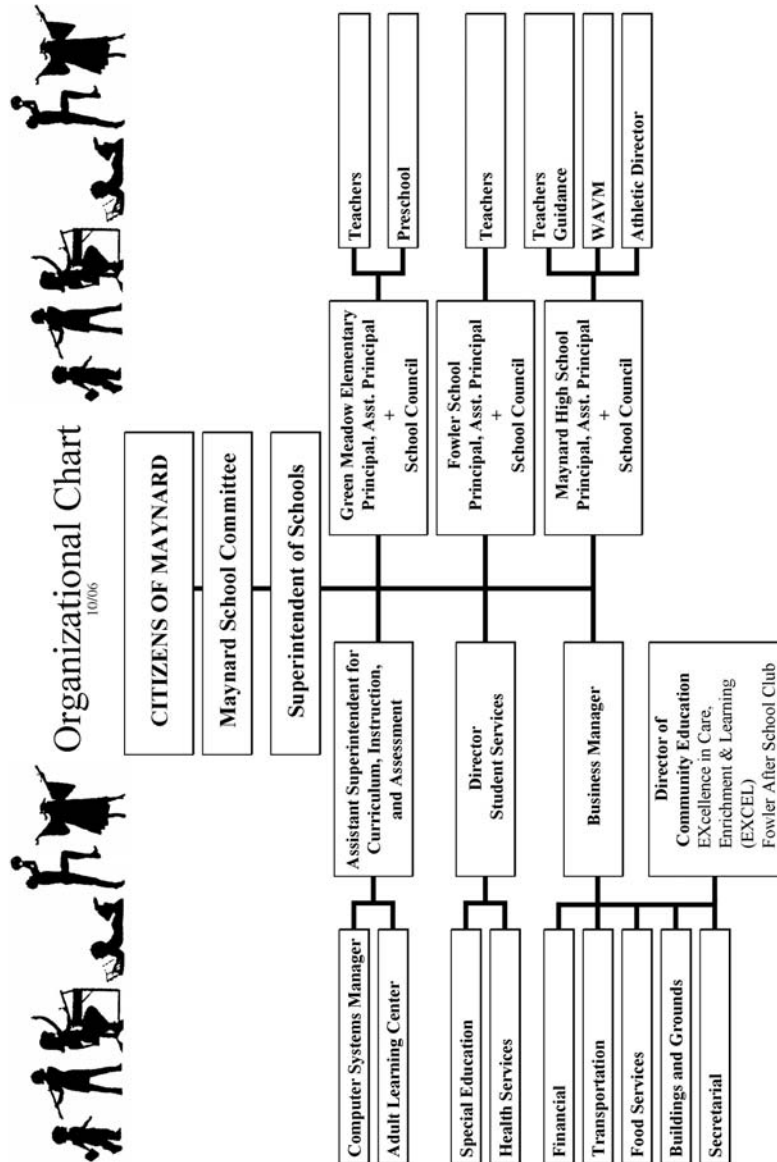 Organizational Chart
10/06
CITIZENS OF MAYNARD
Maynard School Committee
Superintendent of Schools
Assistant Superintendent for
Curriculum, Instruction,
and Assessment
Computer Systems Manager
Adult Learning Center
Director
Student Services
Special Education
Health Services
Business Manager
Financial
Transportation
Food Services
Buildings and Grounds
Secretarial
Director of
Community Education
EXcellence in Care,
Enrichment & Learning
(EXCEL)
Fowler After School Club
Green Meadow Elementary
Principal, Asst. Principal
+
School Council
Teachers
Preschool
Fowler School
Principal, Asst. Principal
+
School Council
Teachers
Maynard High School
Principal, Asst. Principal
+
School Council
Teachers
Guidance
WAVM
Athletic Director